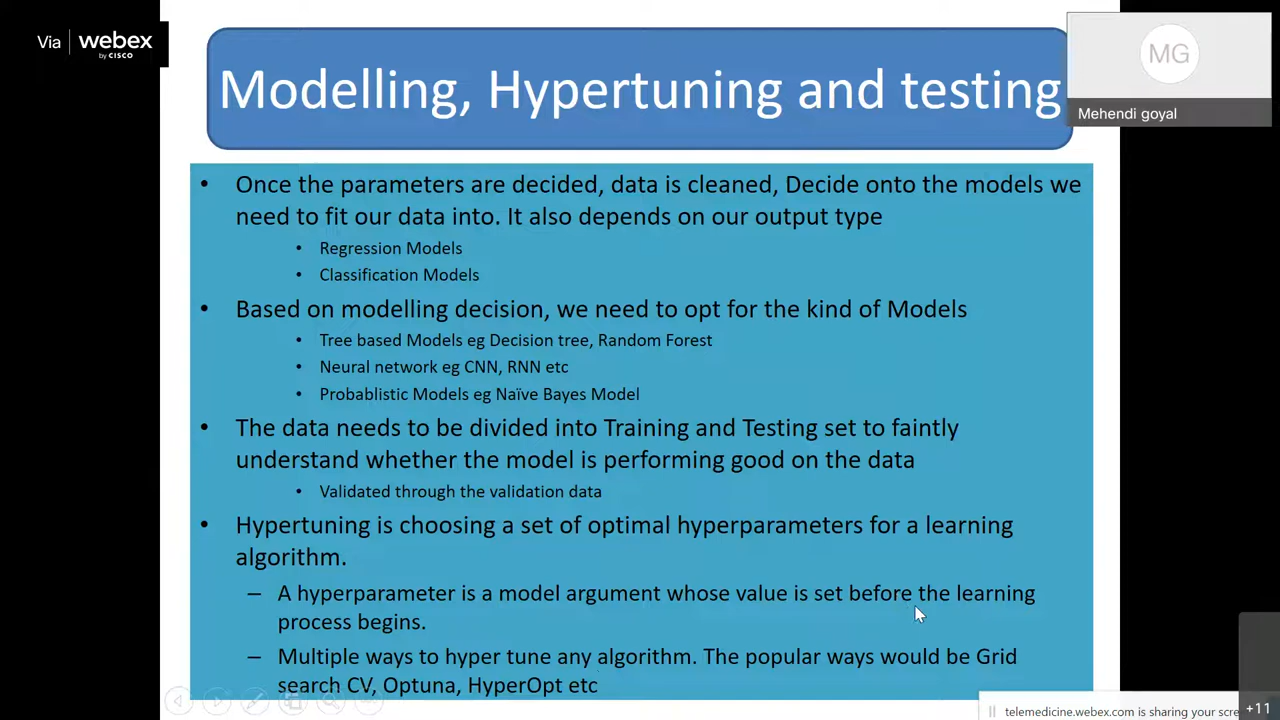 Via webex
by CISCO
Modelling, Hypertuning and testing
MG
Mehendi goyal
• Once the parameters are decided, data is cleaned, Decide onto the models we
need to fit our data into. It also depends on our output type
• Regression Models
• Classification Models
• Based on modelling decision, we need to opt for the kind of Models
• Tree based Models eg Decision tree, Random Forest
• Neural network eg CNN, RNN etc
• Probablistic Models eg Naïve Bayes Model
• The data needs to be divided into Training and Testing set to faintly
understand whether the model is performing good on the data
• Validated through the validation data
• Hypertuning is choosing a set of optimal hyperparameters for a learning
algorithm.
– A hyperparameter is a model argument whose value is set before the learning
process begins.
– Multiple ways to hyper tune any algorithm. The popular ways would be Grid
search CV, Optuna, HyperOpt etc
telemedicine.webex.com is sharing your scre
+11